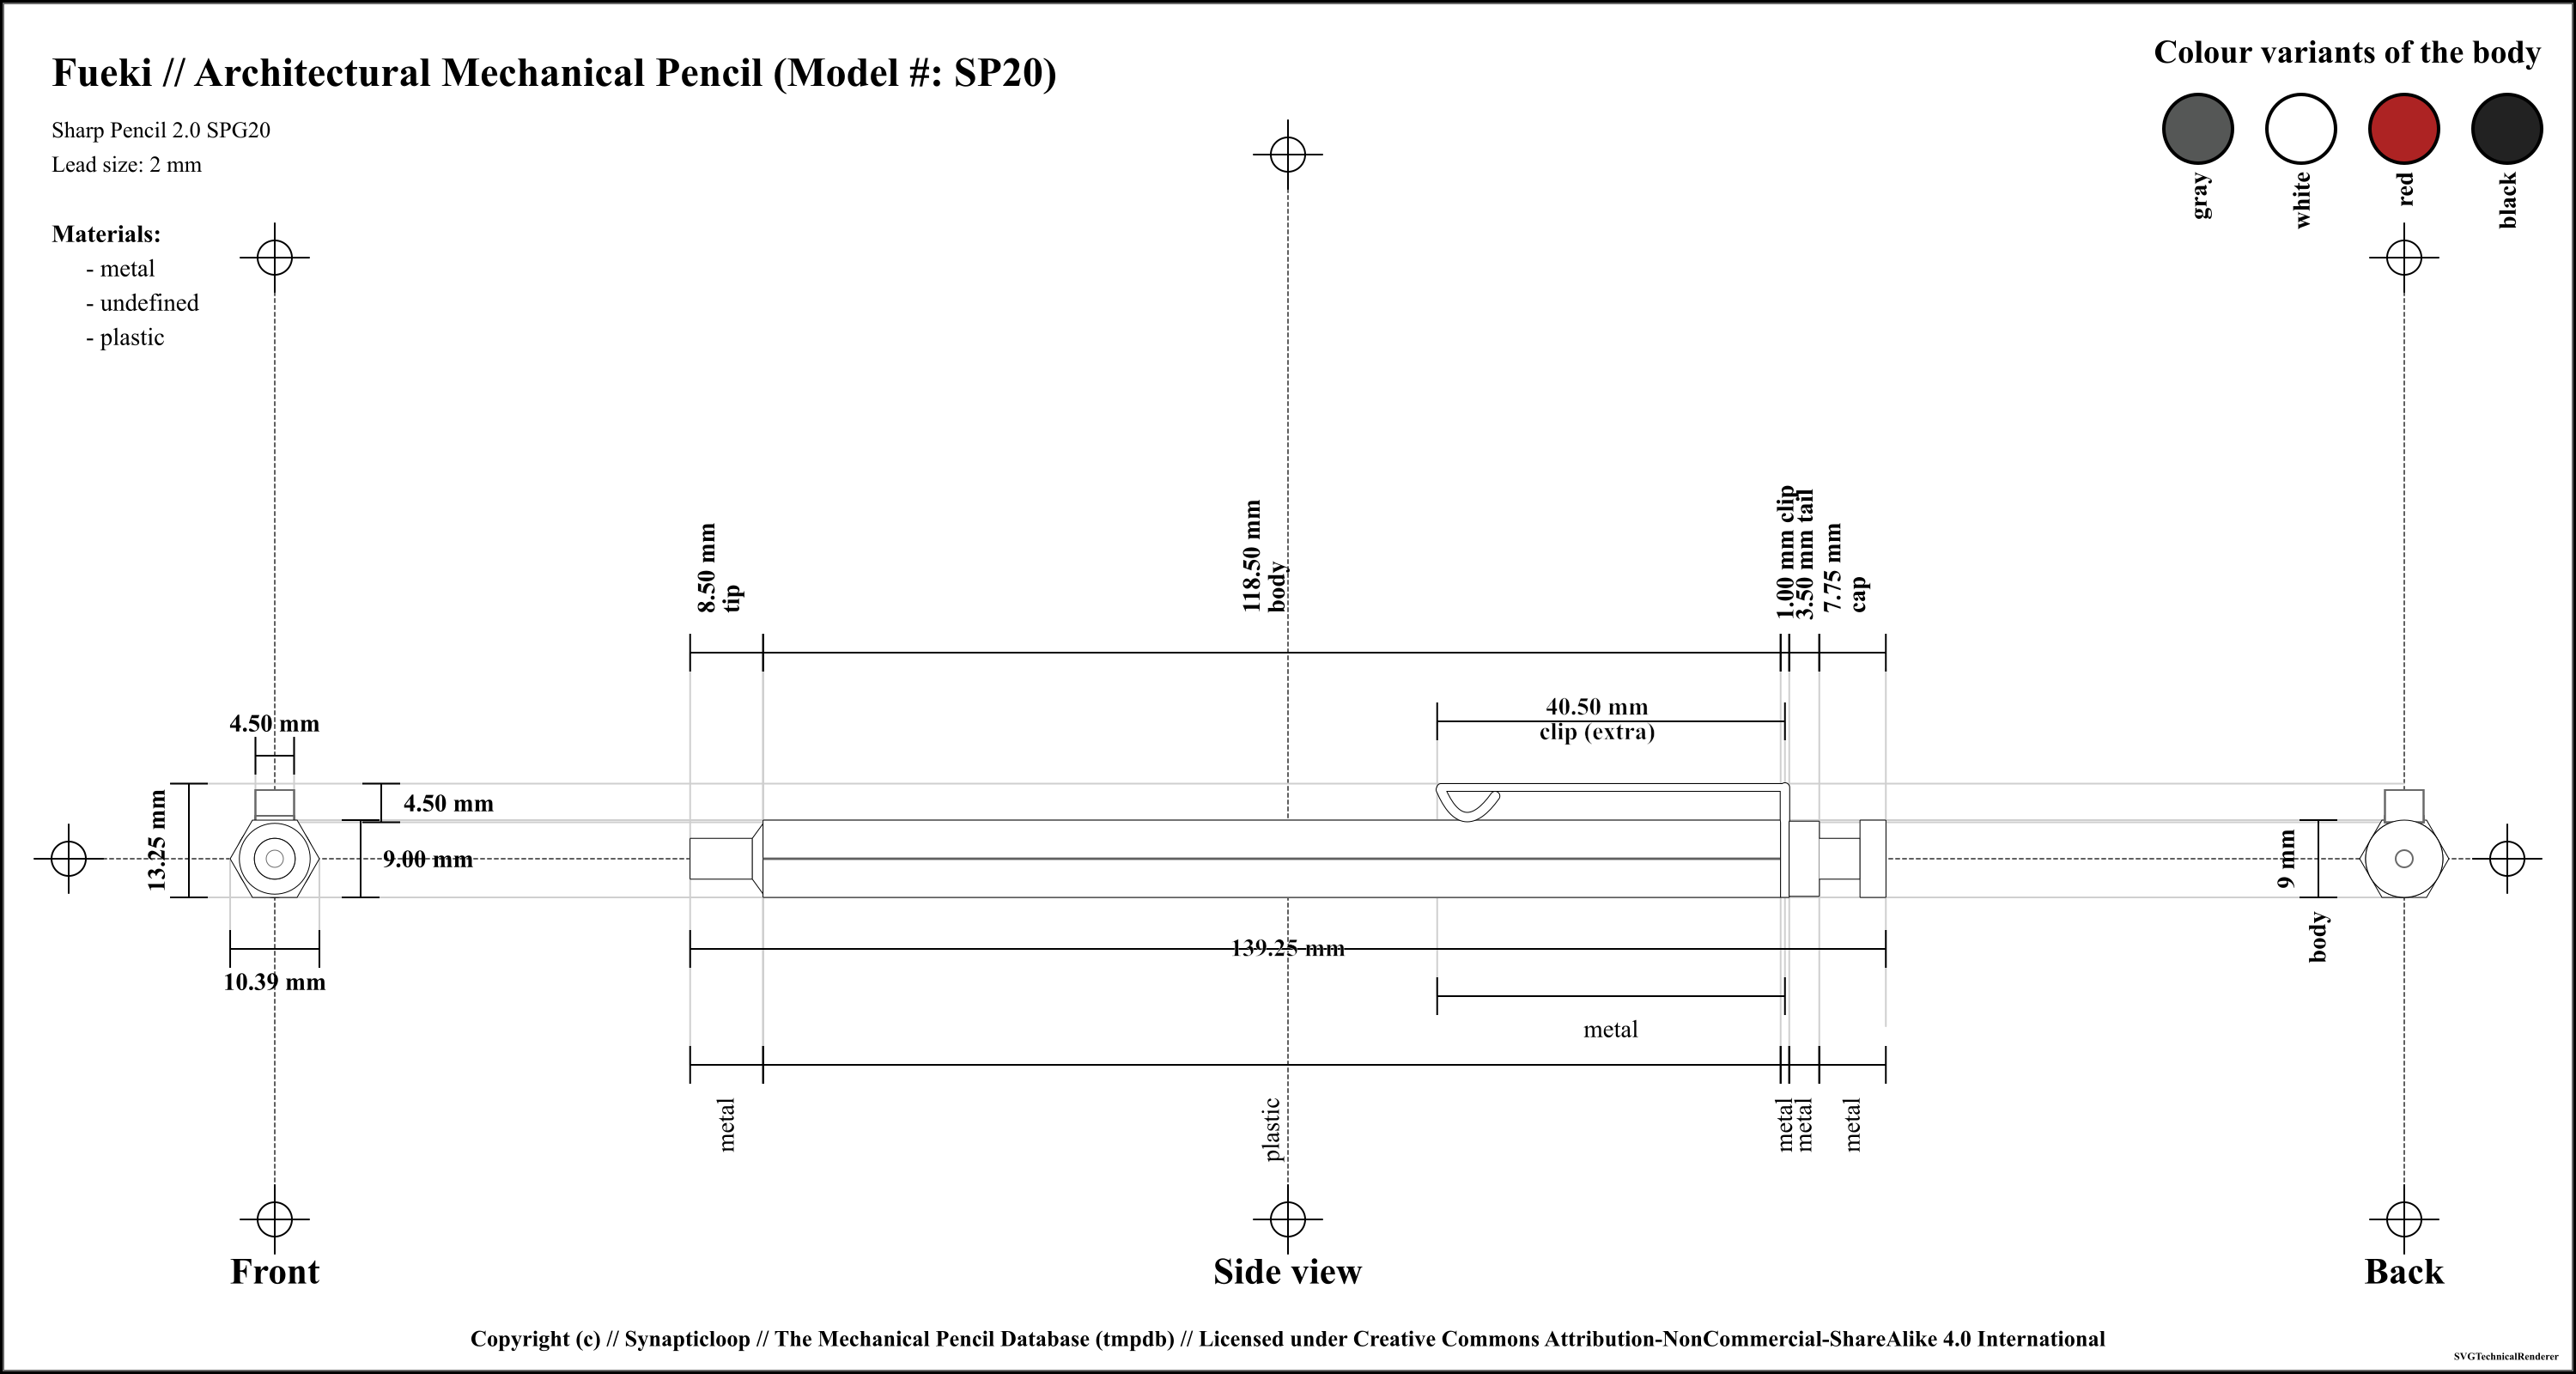 Fueki // Architectural Mechanical Pencil (Model #: SP20)
Sharp Pencil 2.0 SPG20
Lead size: 2 mm
Materials:
- metal
- undefined
- plastic
Colour variants of the body
gray
white
red
black
8.50 mm
tip
118.50 mm
body
1.00 mm clip
3.50 mm tail
7.75 mm
cap
40.50 mm
clip (extra)
4.50 mm
4.50 mm
13.25 mm
9.00 mm
10.39 mm
9 mm
body
139.25 mm
metal
metal
plastic
metal
metal
metal
Front
Side view
Back
Copyright (c) // Synapticloop // The Mechanical Pencil Database (tmpdb) // Licensed under Creative Commons Attribution-NonCommercial-ShareAlike 4.0 International
SVGTechnicalRenderer